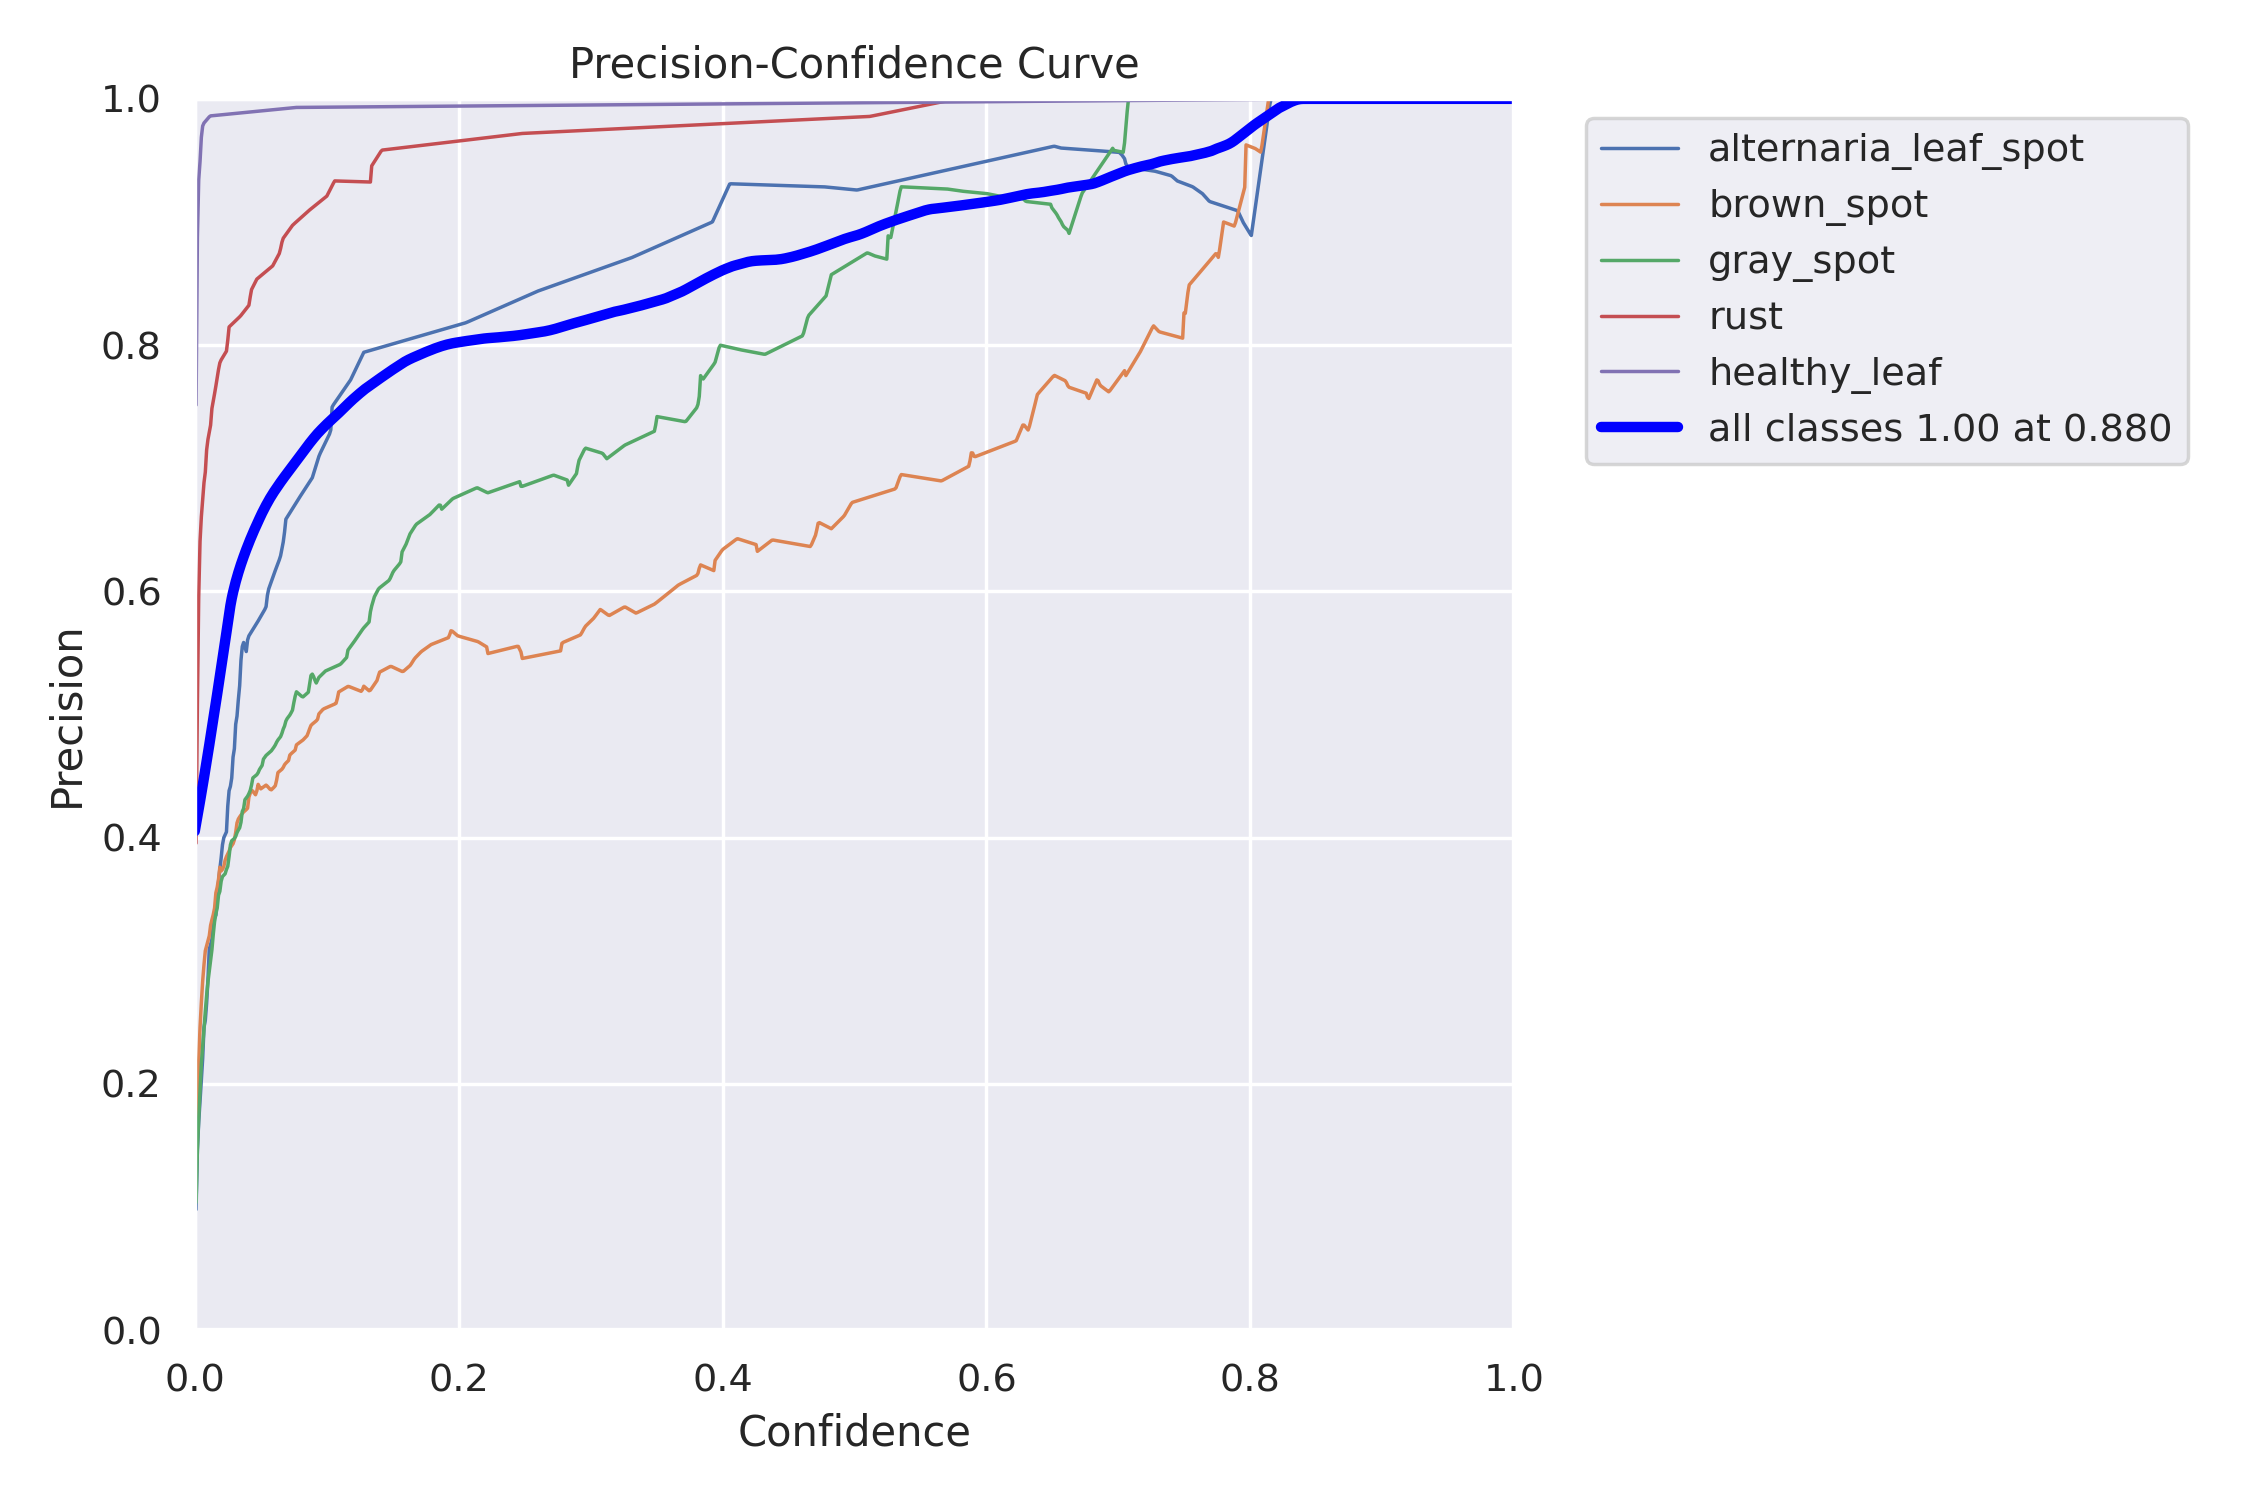 Precision-Confidence Curve
1.0
0.8
0.6
0.4
0.2
0.0
Precision
0.0 0.2 0.4 0.6 0.8 1.0
Confidence
alternaria_leaf_spot
brown_spot
gray_spot
rust
healthy_leaf
all classes 1.00 at 0.880